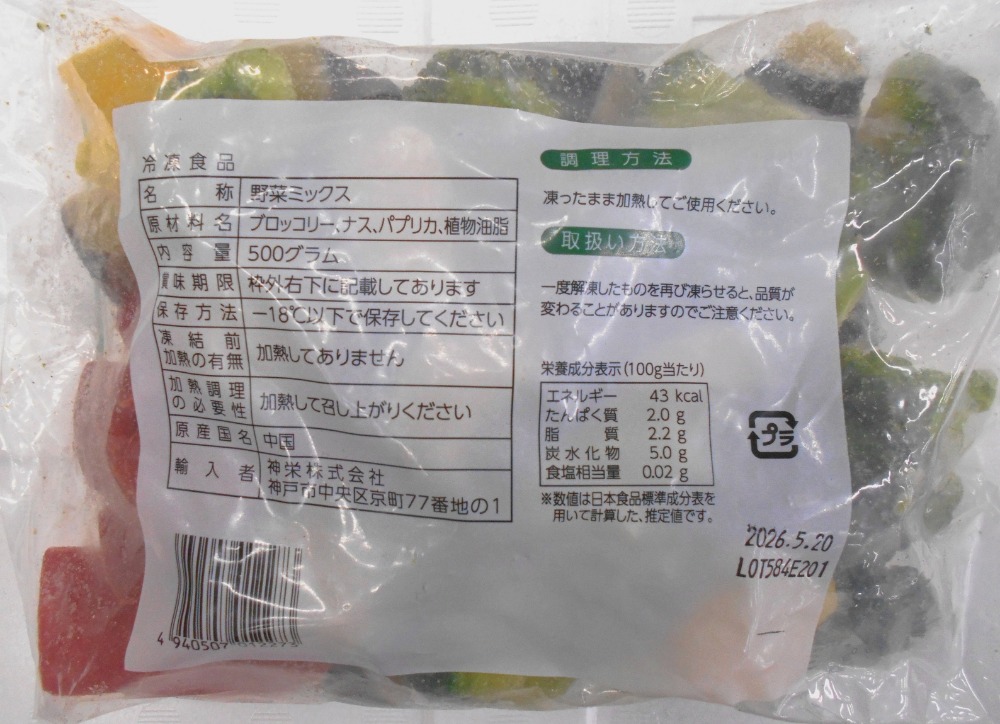 冷凍食品
名称 野菜ミックス
原材料名 ブロッコリー、ナス、パプリカ、植物油脂
内容量 500グラム
賞味期限 枠外右下に記載してあります
保存方法 −18℃以下で保存してください
凍結前
加熱の有無 加熱してありません
加熱調理
の必要性 加熱して召し上がりください
原産国名 中国
輸入者 神栄株式会社
神戸市中央区京町77番地の1
4 940507
調理方法
凍ったまま加熱してご使用ください。
取扱い方法
一度解凍したものを再び凍らせると、品質が
変わることがありますのでご注意ください。
栄養成分表示(100g当たり)
エネルギー 43 kcal
たんぱく質 2.0 g
脂質 2.2 g
炭水化物 5.0 g
食塩相当量 0.02 g
※数値は日本食品標準成分表を
用いて計算した、推定値です。
プラ
2026.5.20
LOT584E201